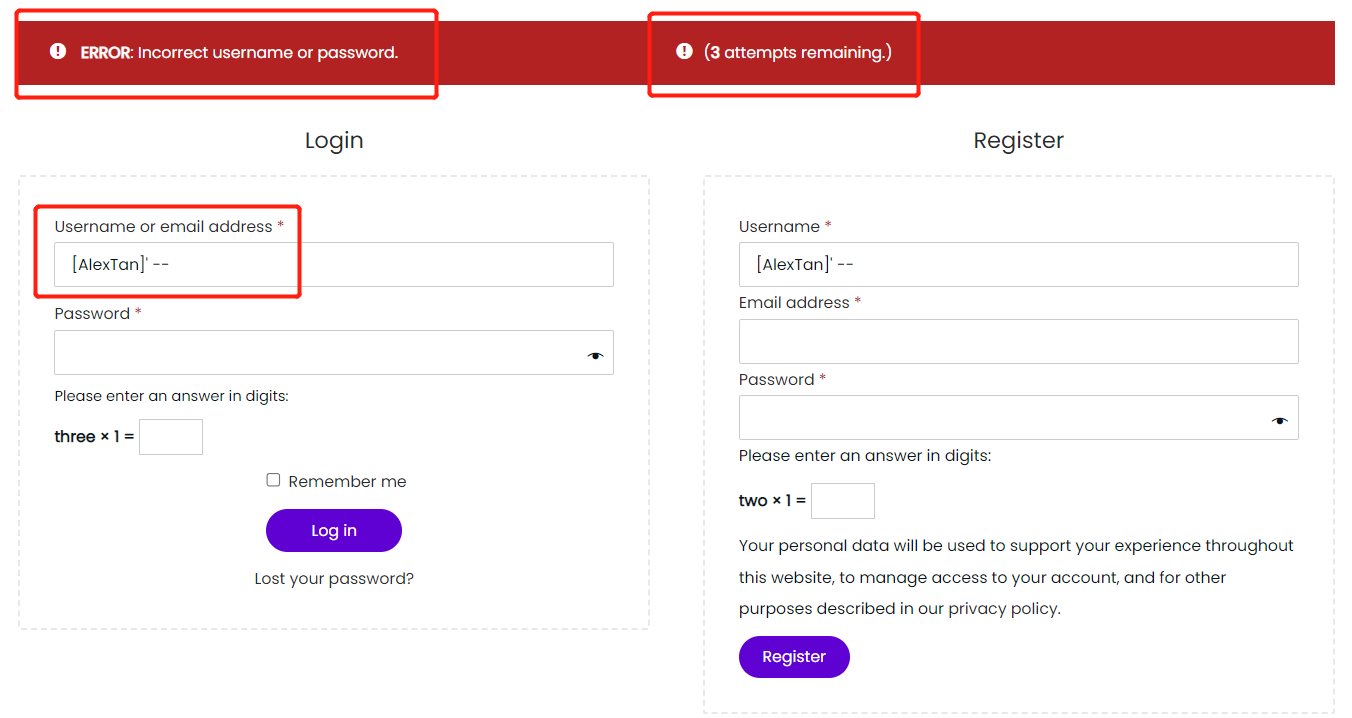 ERROR: Incorrect username or password.
(3 attempts remaining.)
Login
Username or email address *
[AlexTan]' --
Password *
Please enter an answer in digits:
three × 1 =
Remember me
Log in
Lost your password?
Register
Username *
[AlexTan]' --
Email address *
Password *
Please enter an answer in digits:
two × 1 =
Your personal data will be used to support your experience throughout
this website, to manage access to your account, and for other
purposes described in our privacy policy.
Register